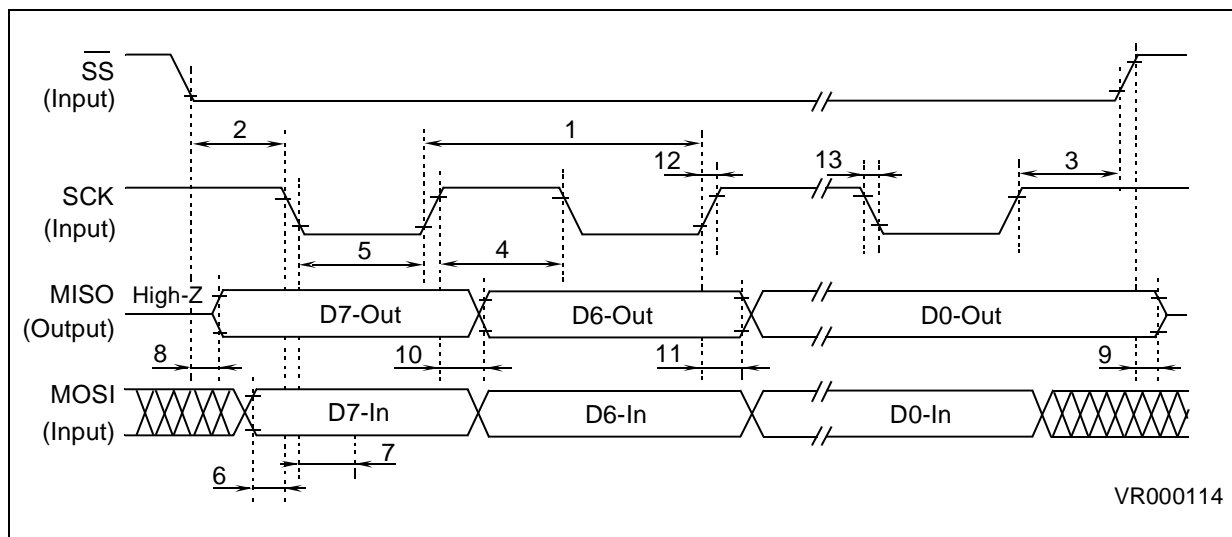 SS
(Input)
2
1
12
13
3
SCK
(Input)
5
4
MISO
(Output)
High-Z
D7-Out
D6-Out
D0-Out
8
10
11
9
MOSI
(Input)
D7-In
D6-In
D0-In
7
6
VR000114